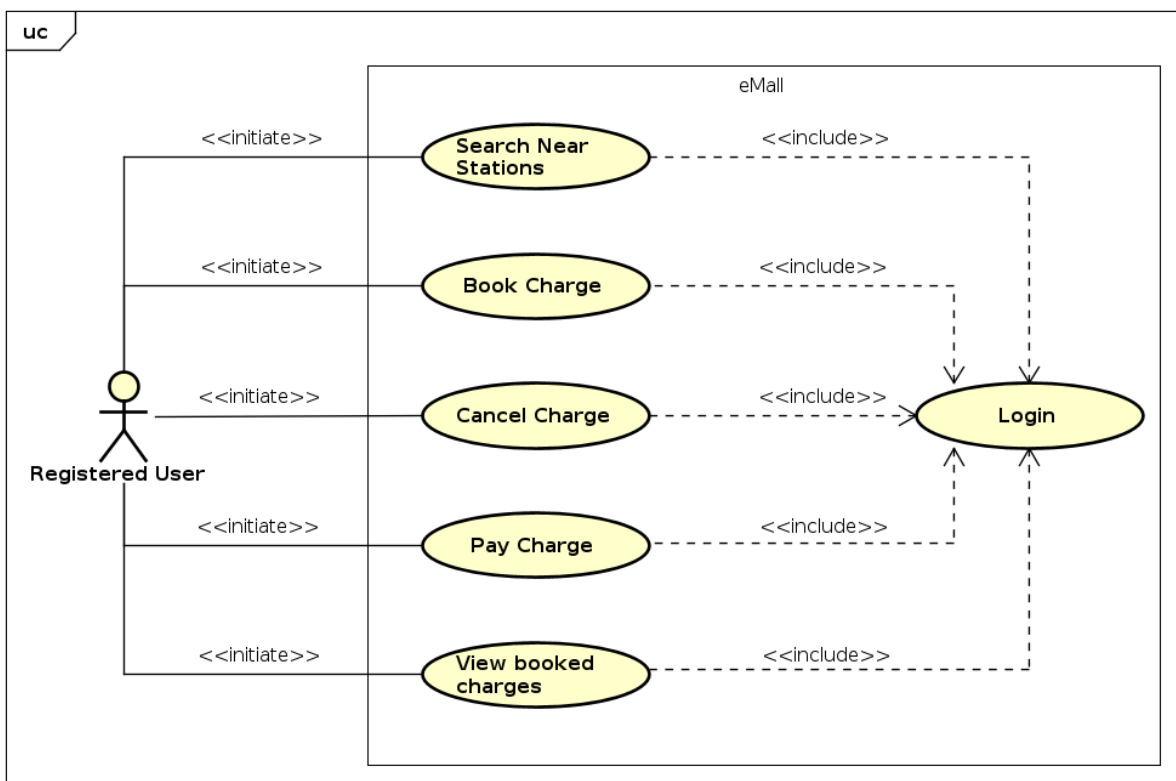 uc
eMall
<<initiate>>
Search Near
Stations
<<include>>
<<initiate>>
Book Charge
<<include>>
<<initiate>>
Cancel Charge
<<include>>
Login
Registered User
<<initiate>>
Pay Charge
<<include>>
<<initiate>>
View booked
charges
<<include>>